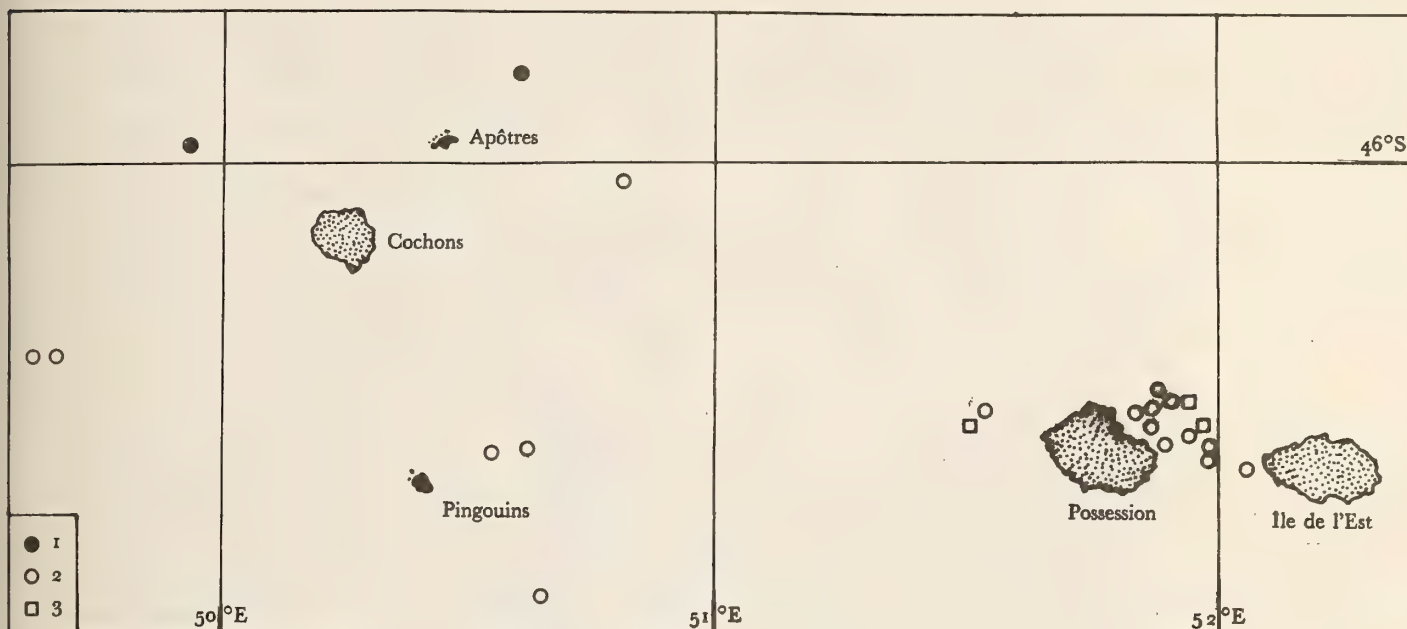 Apôtres
46°S
Cochons
Pingouins
Possession
Île de l'Est
1
2
3
50°E
51°E
52°E